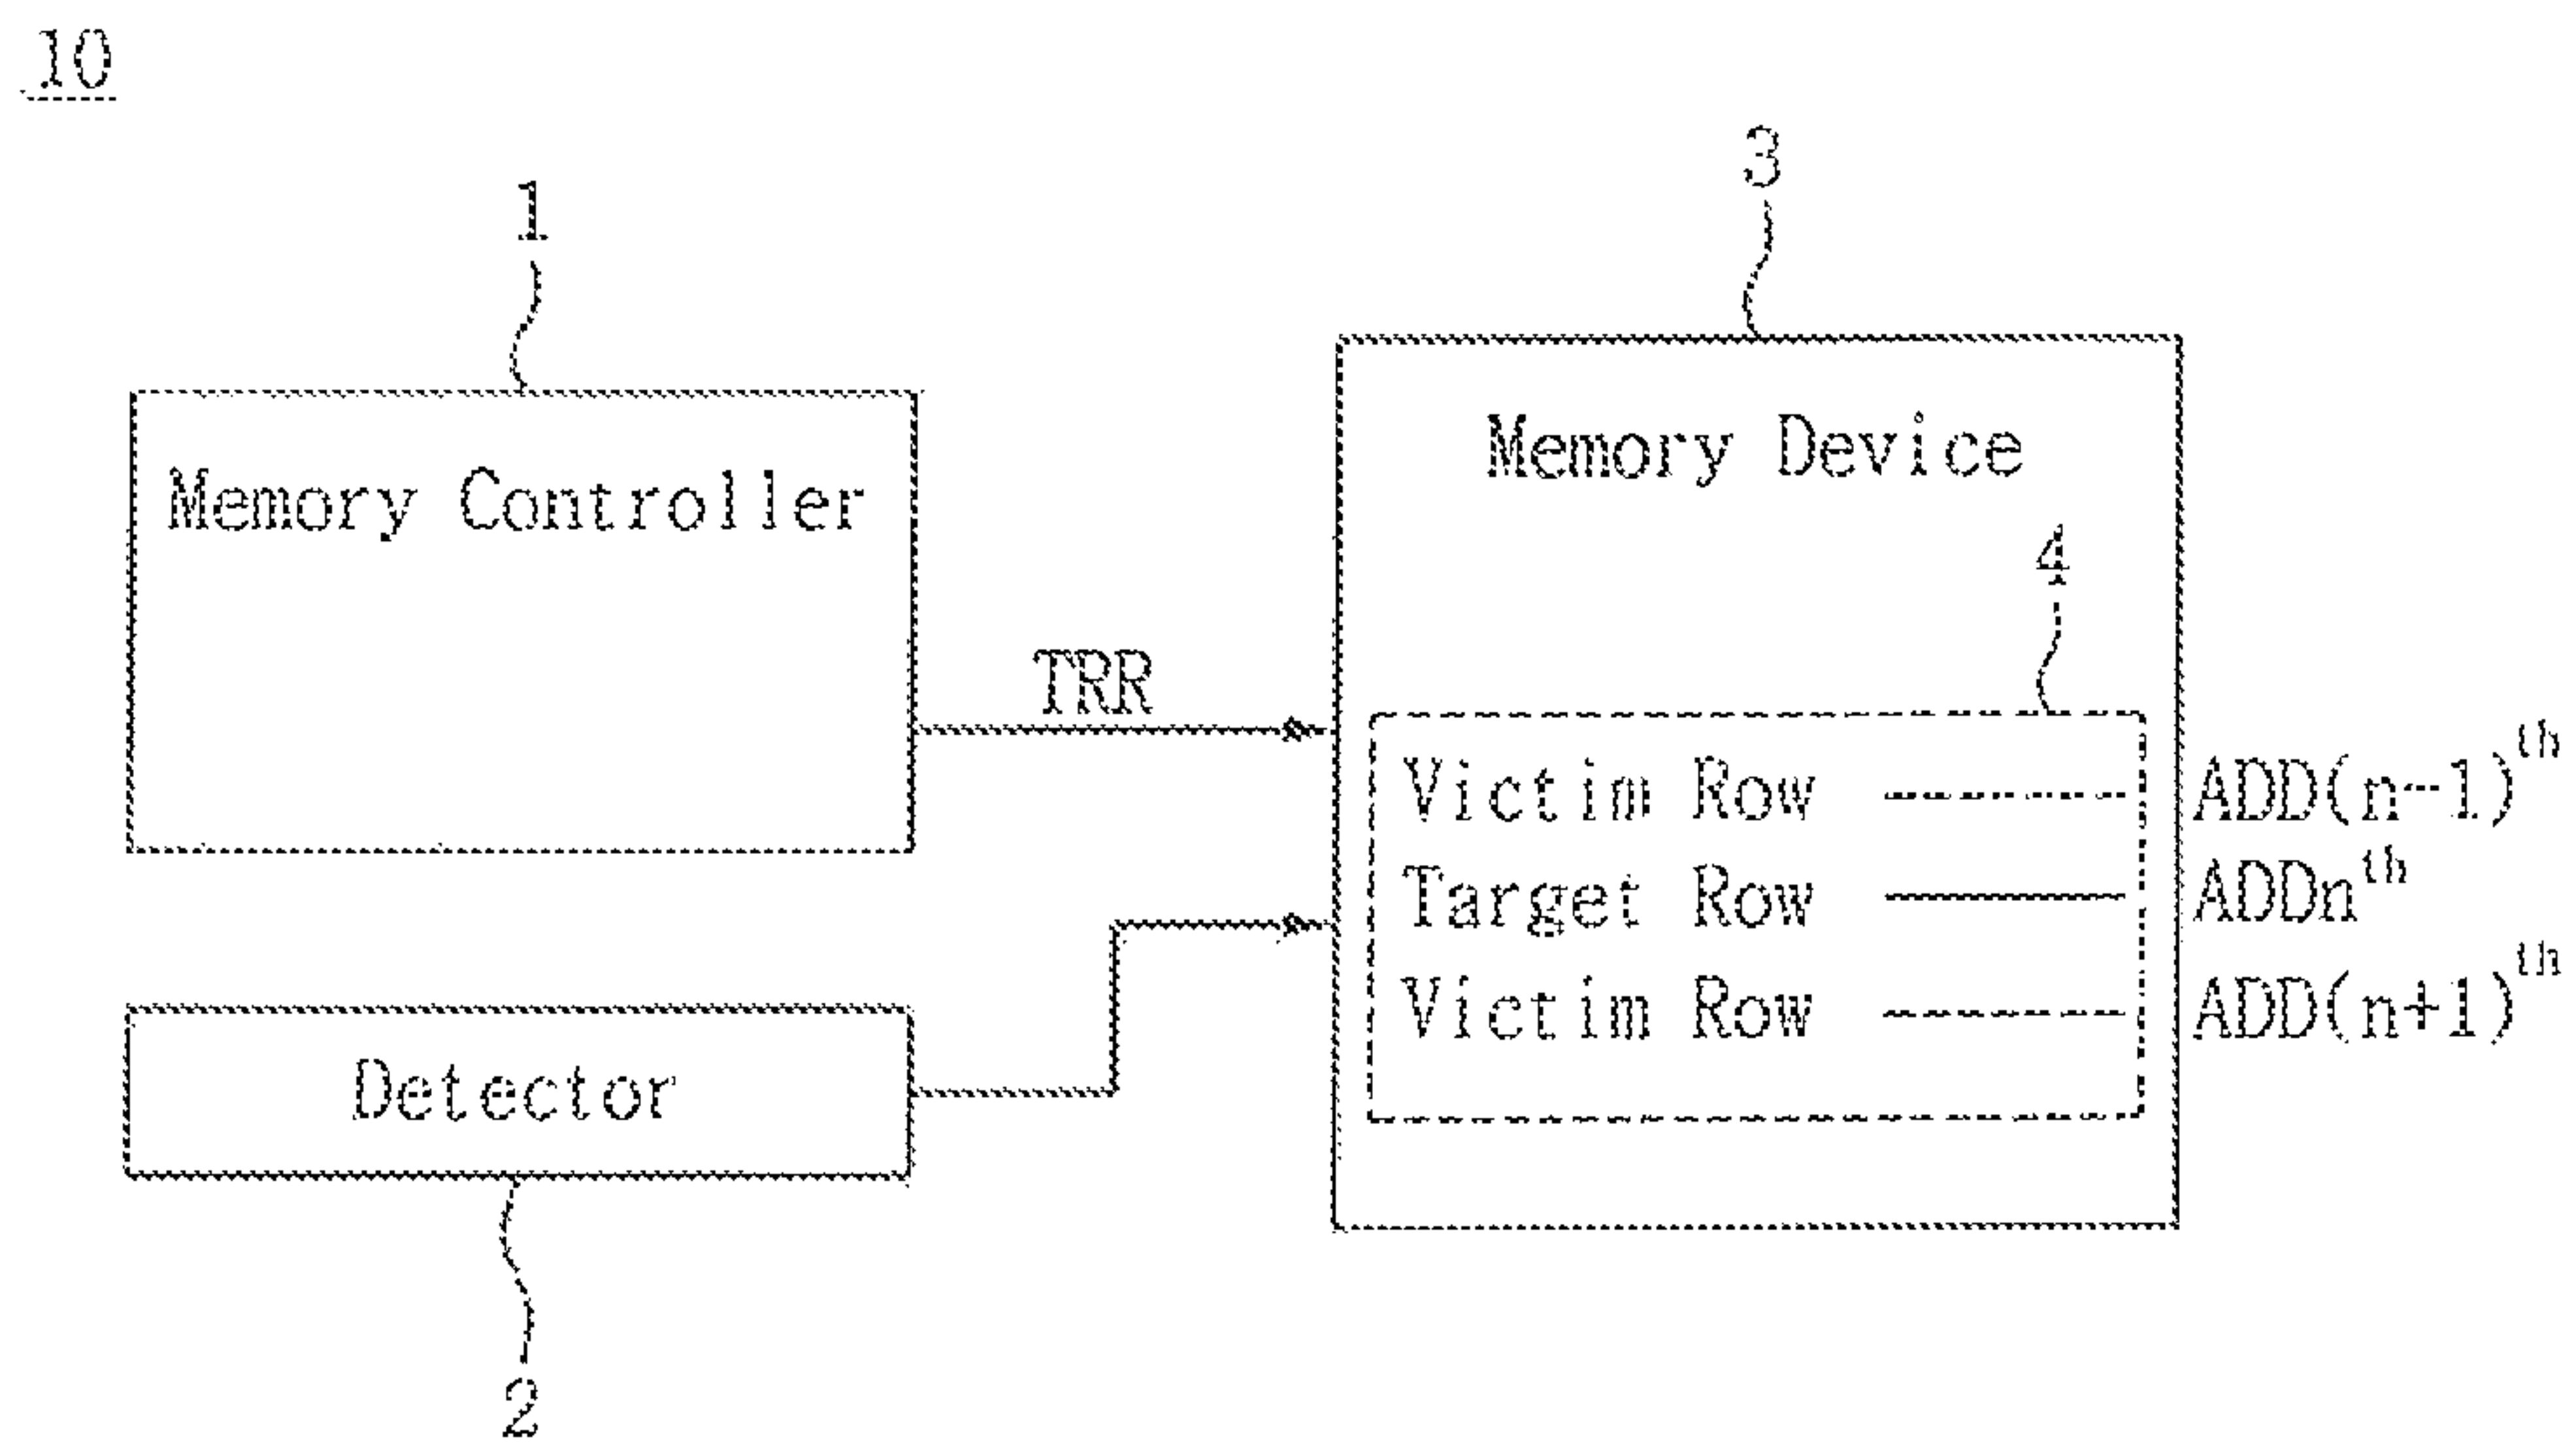 10
1
3
Memory Controller
Memory Device
4
TRR
Victim Row ADD(n-1)th
Target Row ADDnth
Victim Row ADD(n+1)th
Detector
2